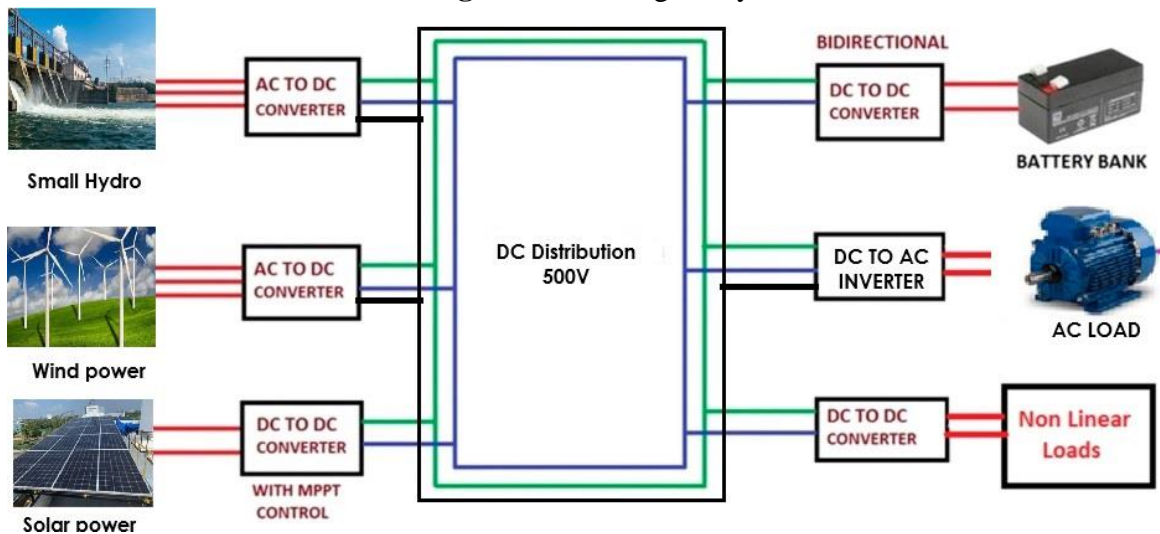 BIDIRECTIONAL
AC TO DC
CONVERTER
DC TO DC
CONVERTER
Small Hydro
BATTERY BANK
AC TO DC
CONVERTER
DC Distribution
500V
DC TO AC
INVERTER
Wind power
AC LOAD
DC TO DC
CONVERTER
WITH MPPT
CONTROL
DC TO DC
CONVERTER
Non Linear
Loads
Solar power